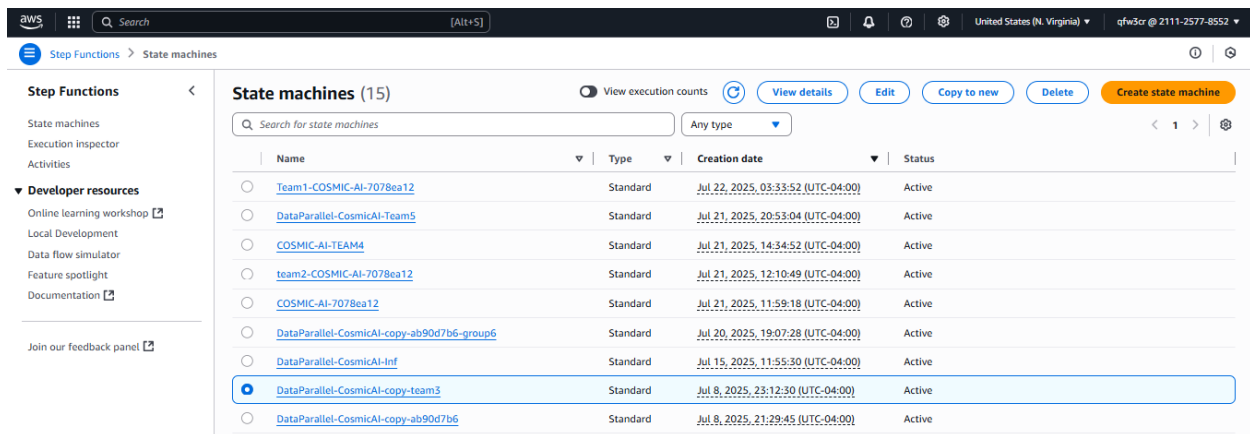 aws Search [Alt+S] United States (N. Virginia) qfw3cr @ 2111-2577-8552
Step Functions > State machines
Step Functions
State machines
Execution inspector
Activities
Developer resources
Online learning workshop
Local Development
Data flow simulator
Feature spotlight
Documentation
Join our feedback panel
State machines (15) View execution counts View details Edit Copy to new Delete Create state machine
Search for state machines Any type 1
Name Type Creation date Status
Team1-COSMIC-AI-7078ea12 Standard Jul 22, 2025, 03:33:52 (UTC-04:00) Active
DataParallel-CosmicAI-Team5 Standard Jul 21, 2025, 20:53:04 (UTC-04:00) Active
COSMIC-AI-TEAM4 Standard Jul 21, 2025, 14:34:52 (UTC-04:00) Active
team2-COSMIC-AI-7078ea12 Standard Jul 21, 2025, 12:10:49 (UTC-04:00) Active
COSMIC-AI-7078ea12 Standard Jul 21, 2025, 11:59:18 (UTC-04:00) Active
DataParallel-CosmicAI-copy-ab90d7b6-group6 Standard Jul 20, 2025, 19:07:28 (UTC-04:00) Active
DataParallel-CosmicAI-Inf Standard Jul 15, 2025, 11:55:30 (UTC-04:00) Active
DataParallel-CosmicAI-copy-team3 Standard Jul 8, 2025, 23:12:30 (UTC-04:00) Active
DataParallel-CosmicAI-copy-ab90d7b6 Standard Jul 8, 2025, 21:29:45 (UTC-04:00) Active